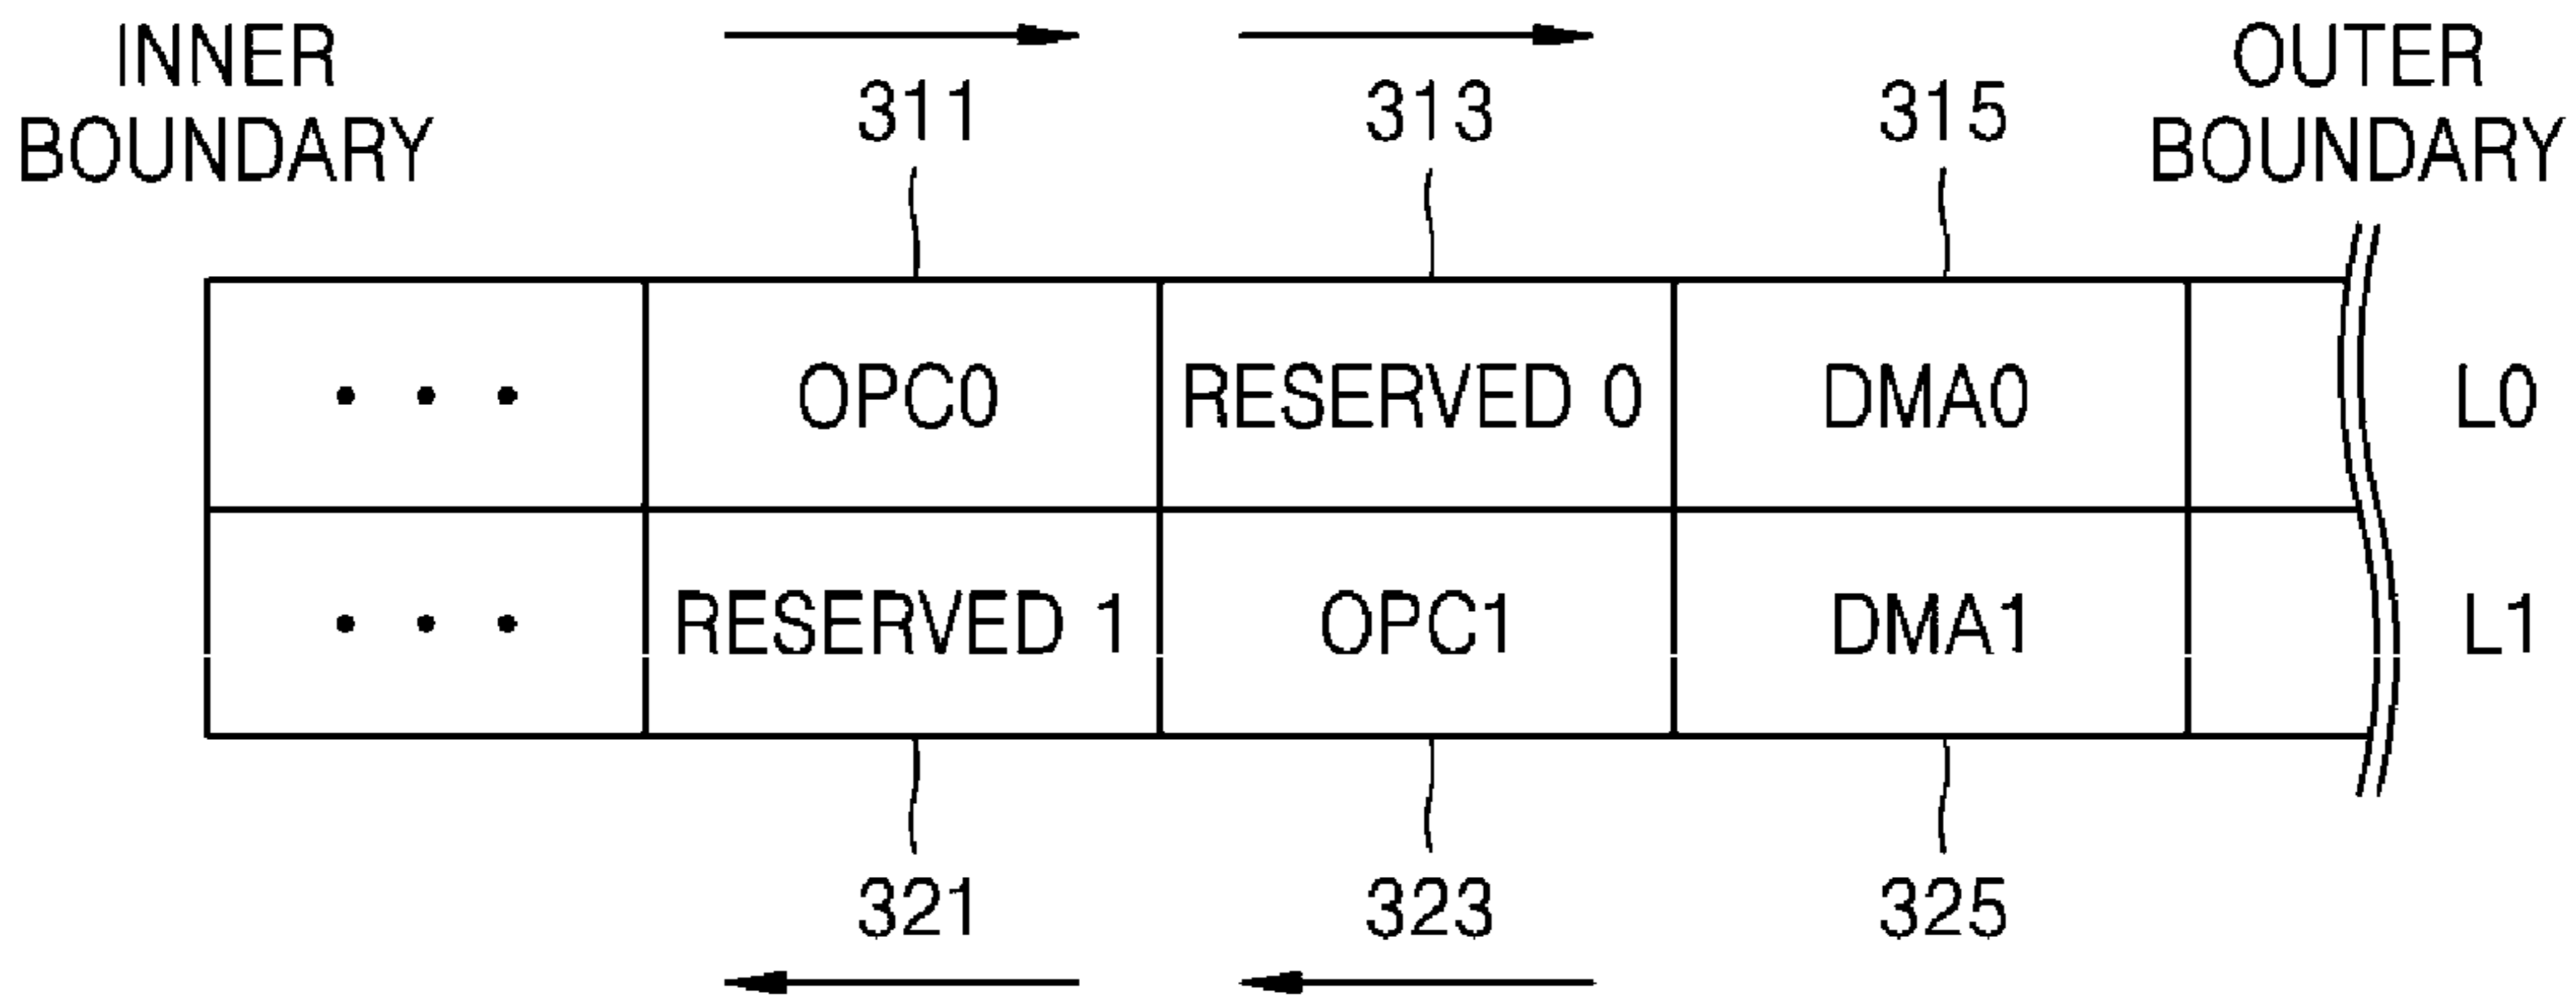 INNER
BOUNDARY
311
313
315
OUTER
BOUNDARY
• • • OPC0 RESERVED 0 DMA0 L0
• • • RESERVED 1 OPC1 DMA1 L1
321 323 325